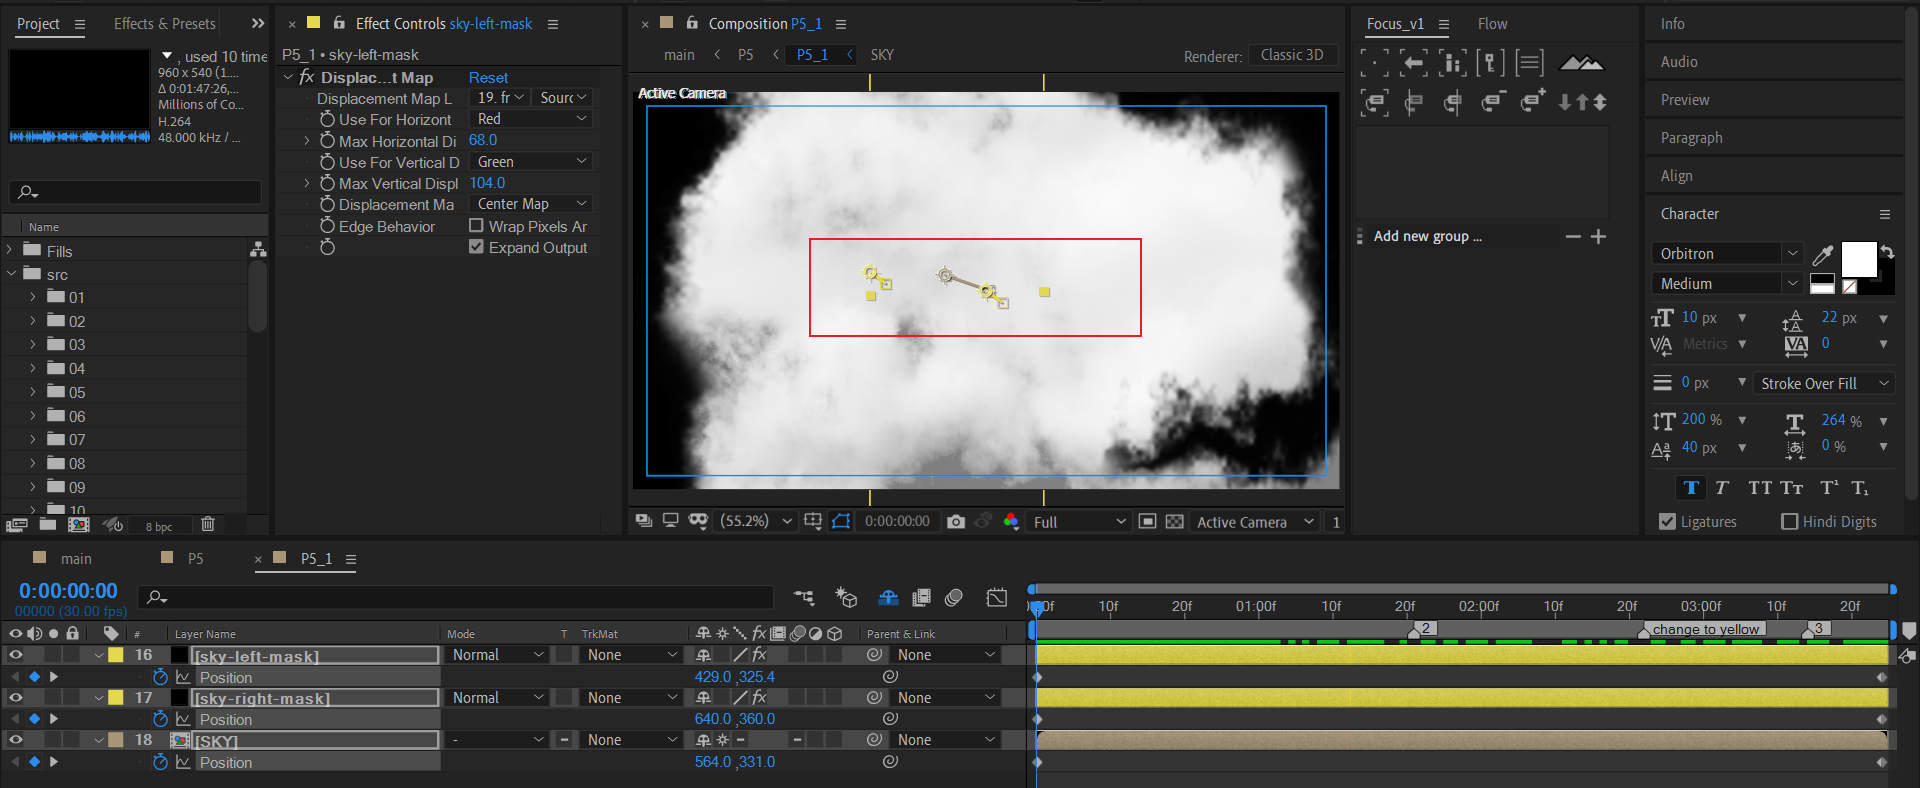 Project
Effects & Presets
, used 10 time
960 x 540 (1....
Δ 0:01:47:26,
Millions of Co...
H.264
48.000 kHz / ...
Name
Fills
src
01
02
03
04
05
06
07
08
09
10
8 bpc
Effect Controls sky-left-mask
P5_1 • sky-left-mask
fx Displac...t Map Reset
Displacement Map L 19. fr Sourc
Use For Horizont Red
Max Horizontal Di 68.0
Use For Vertical D Green
Max Vertical Displ 104.0
Displacement Ma Center Map
Edge Behavior Wrap Pixels Ar
Expand Output
Composition P5_1
main P5 P5_1 SKY
Renderer: Classic 3D
Active Camera
(55.2%) 0:00:00:00 Full Active Camera 1
Focus_v1 Flow
Add new group ...
Info
Audio
Preview
Paragraph
Align
Character
Orbitron
Medium
10 px 22 px
Metrics 0
0 px Stroke Over Fill
200 % 264 %
40 px 0 %
T T TT TT T¹ T₁
Ligatures Hindi Digits
main P5 P5_1
0:00:00:00
00000 (30.00 fps)
# Layer Name Mode T TrkMat fx Parent & Link
16 [sky-left-mask] Normal None fx None
Position 429.0 ,325.4
17 [sky-right-mask] Normal None fx None
Position 640.0 ,360.0
18 [SKY] - None None
Position 564.0 ,331.0
10f 20f 01:00f 10f 20f 02:00f 10f 20f 03:00f 10f 20f
2 change to yellow 3